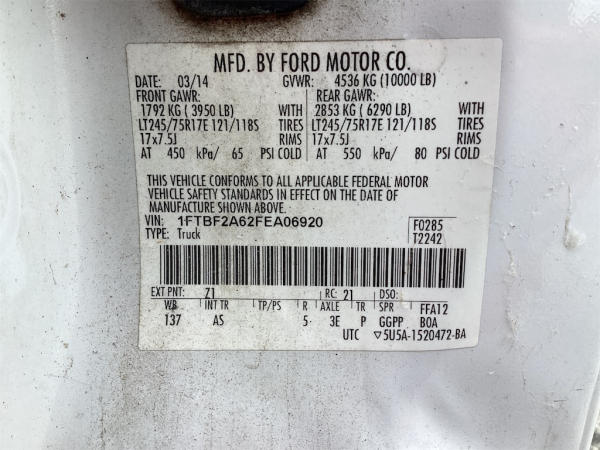 MFD. BY FORD MOTOR CO.
DATE: 03/14 GVWR: 4536 KG (10000 LB)
FRONT GAWR: REAR GAWR:
1792 KG ( 3950 LB) WITH 2853 KG ( 6290 LB) WITH
LT245/75R17E 121/118S TIRES LT245/75R17E 121/118S TIRES
17x7.5J RIMS 17x7.5J RIMS
AT 450 kPa/ 65 PSI COLD AT 550 kPa/ 80 PSI COLD
THIS VEHICLE CONFORMS TO ALL APPLICABLE FEDERAL MOTOR
VEHICLE SAFETY STANDARDS IN EFFECT ON THE DATE OF
MANUFACTURE SHOWN ABOVE.
VIN: 1FTBF2A62FEA06920 F0285
TYPE: Truck T2242
EXT PNT: Z1 RC: 21 DSO:
WB INT TR TP/PS R AXLE TR SPR FFA12
137 AS 5 3E P GGPP BOA
UTC ▽5U5A-1520472-BA